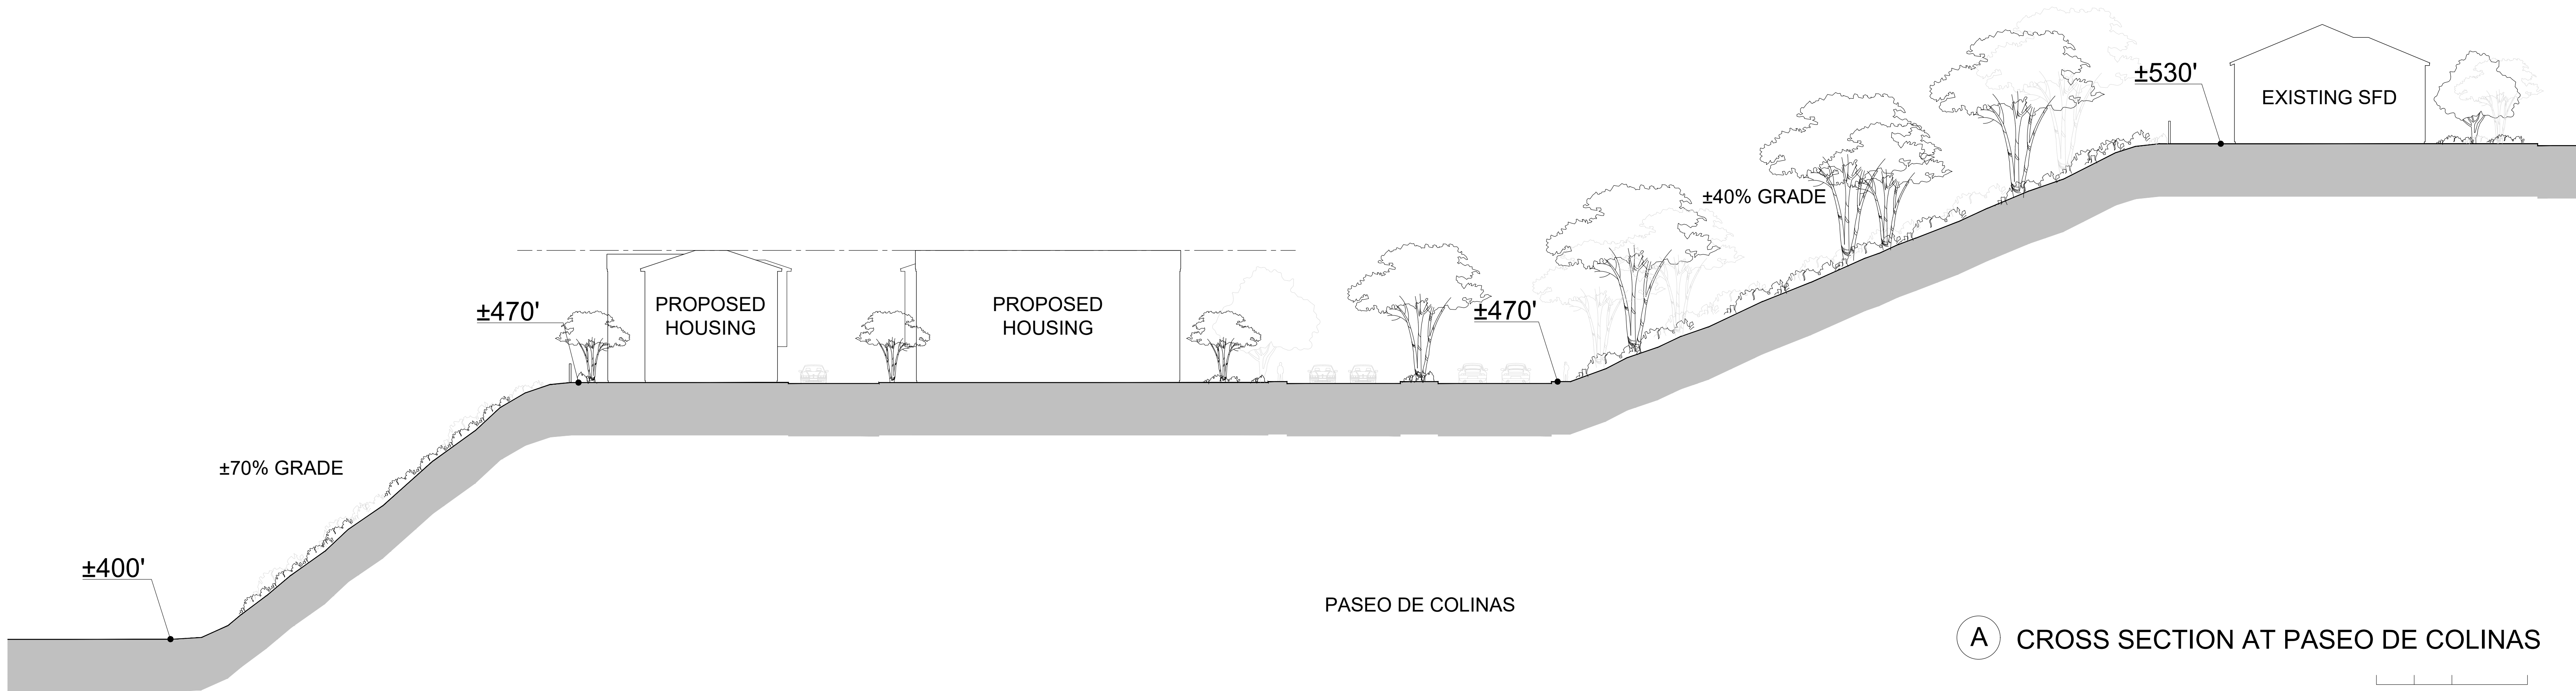 ±530'
EXISTING SFD
±40% GRADE
±470'
PROPOSED
HOUSING
PROPOSED
HOUSING
±470'
±70% GRADE
±400'
PASEO DE COLINAS
A CROSS SECTION AT PASEO DE COLINAS